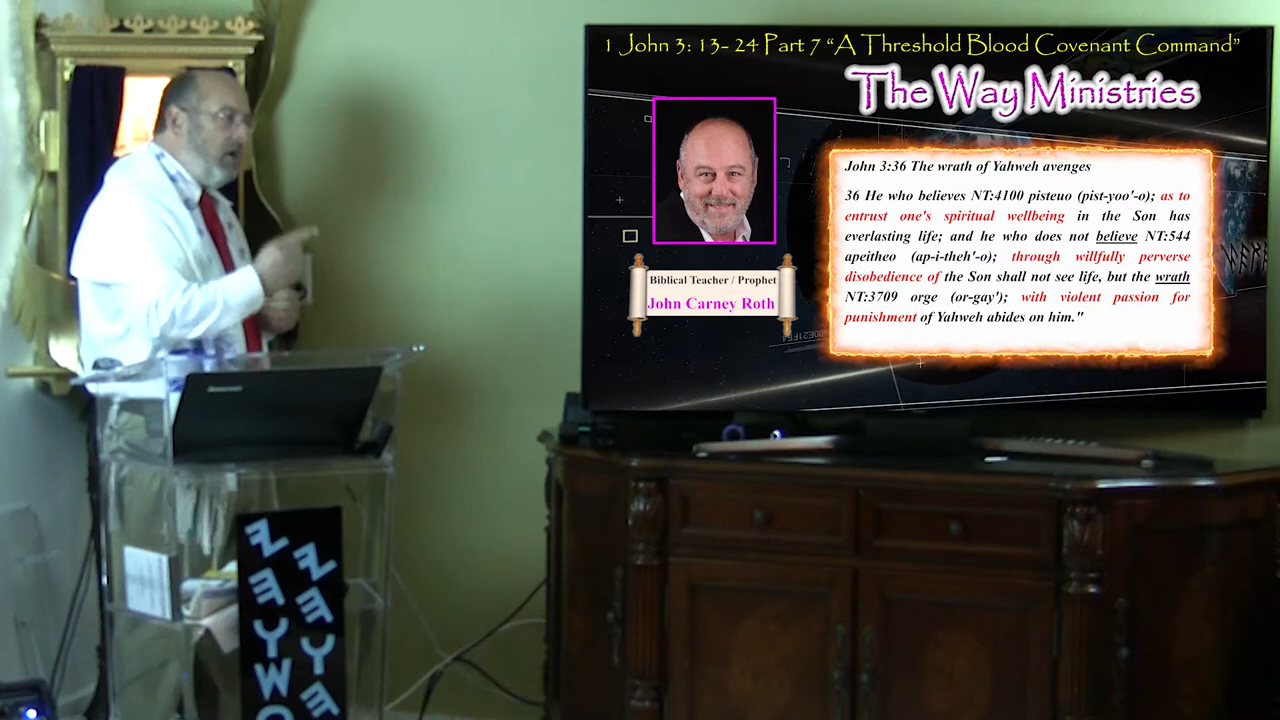 1 John 3: 13- 24 Part 7 “A Threshold Blood Covenant Command”
The Way Ministries
John 3:36 The wrath of Yahweh avenges
36 He who believes NT:4100 pisteuo (pist-yoo'-o); as to
entrust one's spiritual wellbeing in the Son has
everlasting life; and he who does not believe NT:544
apeitheo (ap-i-theh'-o); through willfully perverse
disobedience of the Son shall not see life, but the wrath
NT:3709 orge (or-gay'); with violent passion for
punishment of Yahweh abides on him."
Biblical Teacher / Prophet
John Carney Roth